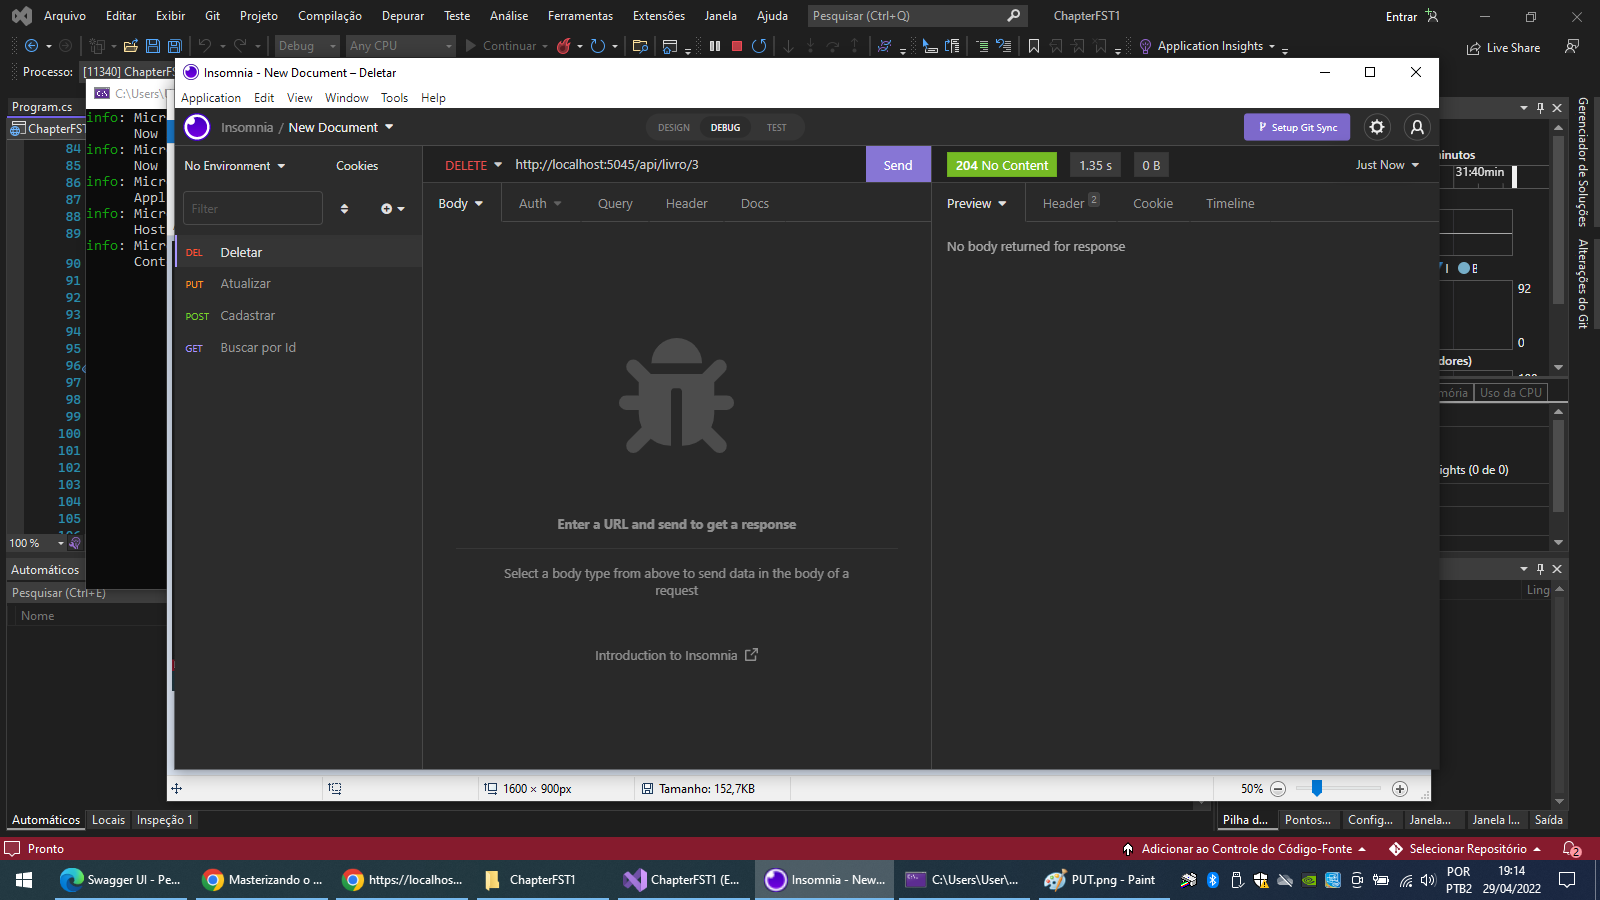 Arquivo Editar Exibir Git Projeto Compilação Depurar Teste Análise Ferramentas Extensões Janela Ajuda Pesquisar (Ctrl+Q) ChapterFST1 Entrar
Debug Any CPU Continuar Application Insights Live Share
Processo: [11340] ChapterFS
Insomnia - New Document – Deletar
Program.cs C:\Users\U
Application Edit View Window Tools Help
ChapterFST
Insomnia / New Document DESIGN DEBUG TEST Setup Git Sync
No Environment Cookies DELETE http://localhost:5045/api/livro/3 Send 204 No Content 1.35 s 0 B Just Now
Filter Body Auth Query Header Docs Preview Header 2 Cookie Timeline
DEL Deletar
PUT Atualizar
POST Cadastrar
GET Buscar por Id
No body returned for response
Enter a URL and send to get a response
Select a body type from above to send data in the body of a
request
Introduction to Insomnia
84
85
86
87
88
89
90
91
92
93
94
95
96
97
98
99
100
101
102
103
104
105
info: Micr
Now
info: Micr
Now
info: Micr
Appl
info: Micr
Host
info: Micr
Cont
100 %
Automáticos
Pesquisar (Ctrl+E)
Nome
Automáticos Locais Inspeção 1
inutos
31:40min
92
0
dores)
mória Uso da CPU
ights (0 de 0)
Ling
Gerenciador de Soluções
Alterações do Git
1600 × 900px Tamanho: 152,7KB 50%
Pilha d... Pontos... Config... Janela... Janela I... Saída
Pronto Adicionar ao Controle do Código-Fonte Selecionar Repositório 2
Swagger UI - Pe... Masterizando o ... https://localhos... ChapterFST1 ChapterFST1 (E... Insomnia - New... C:\Users\User\... PUT.png - Paint POR
PTB2
19:14
29/04/2022